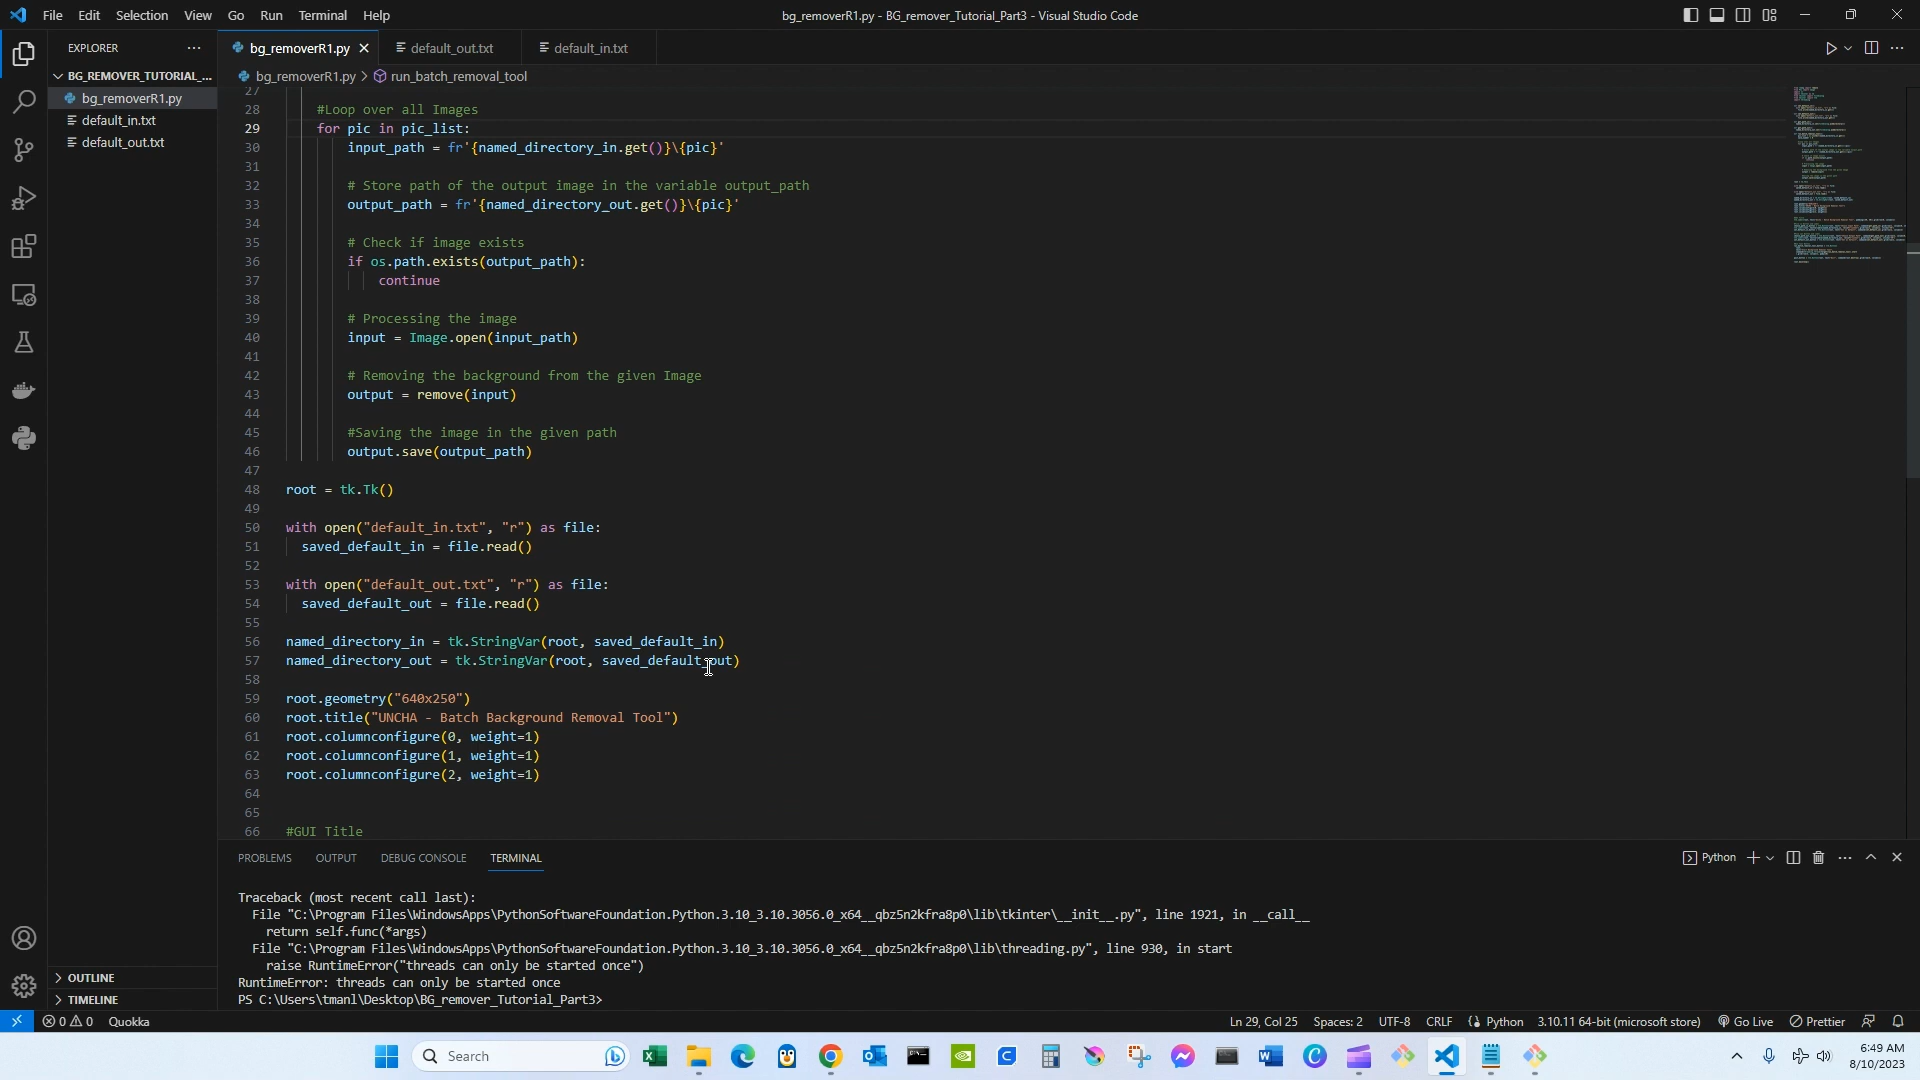 File Edit Selection View Go Run Terminal Help
bg_removerR1.py - BG_remover_Tutorial_Part3 - Visual Studio Code
EXPLORER
BG_REMOVER_TUTORIAL_...
bg_removerR1.py
default_in.txt
default_out.txt
OUTLINE
TIMELINE
bg_removerR1.py default_out.txt default_in.txt
bg_removerR1.py > run_batch_removal_tool
27
28 #Loop over all Images
29 for pic in pic_list:
30 input_path = fr'{named_directory_in.get()}\{pic}'
31
32 # Store path of the output image in the variable output_path
33 output_path = fr'{named_directory_out.get()}\{pic}'
34
35 # Check if image exists
36 if os.path.exists(output_path):
37 continue
38
39 # Processing the image
40 input = Image.open(input_path)
41
42 # Removing the background from the given Image
43 output = remove(input)
44
45 #Saving the image in the given path
46 output.save(output_path)
47
48 root = tk.Tk()
49
50 with open("default_in.txt", "r") as file:
51 saved_default_in = file.read()
52
53 with open("default_out.txt", "r") as file:
54 saved_default_out = file.read()
55
56 named_directory_in = tk.StringVar(root, saved_default_in)
57 named_directory_out = tk.StringVar(root, saved_default_out)
58
59 root.geometry("640x250")
60 root.title("UNCHA - Batch Background Removal Tool")
61 root.columnconfigure(0, weight=1)
62 root.columnconfigure(1, weight=1)
63 root.columnconfigure(2, weight=1)
64
65
66 #GUI Title
PROBLEMS OUTPUT DEBUG CONSOLE TERMINAL
Python
Traceback (most recent call last):
File "C:\Program Files\WindowsApps\PythonSoftwareFoundation.Python.3.10_3.10.3056.0_x64__qbz5n2kfra8p0\lib\tkinter\__init__.py", line 1921, in __call__
return self.func(*args)
File "C:\Program Files\WindowsApps\PythonSoftwareFoundation.Python.3.10_3.10.3056.0_x64__qbz5n2kfra8p0\lib\threading.py", line 930, in start
raise RuntimeError("threads can only be started once")
RuntimeError: threads can only be started once
PS C:\Users\tmanl\Desktop\BG_remover_Tutorial_Part3>
0 0 Quokka
Ln 29, Col 25 Spaces: 2 UTF-8 CRLF Python 3.10.11 64-bit (microsoft store) Go Live Prettier
Search
6:49 AM
8/10/2023